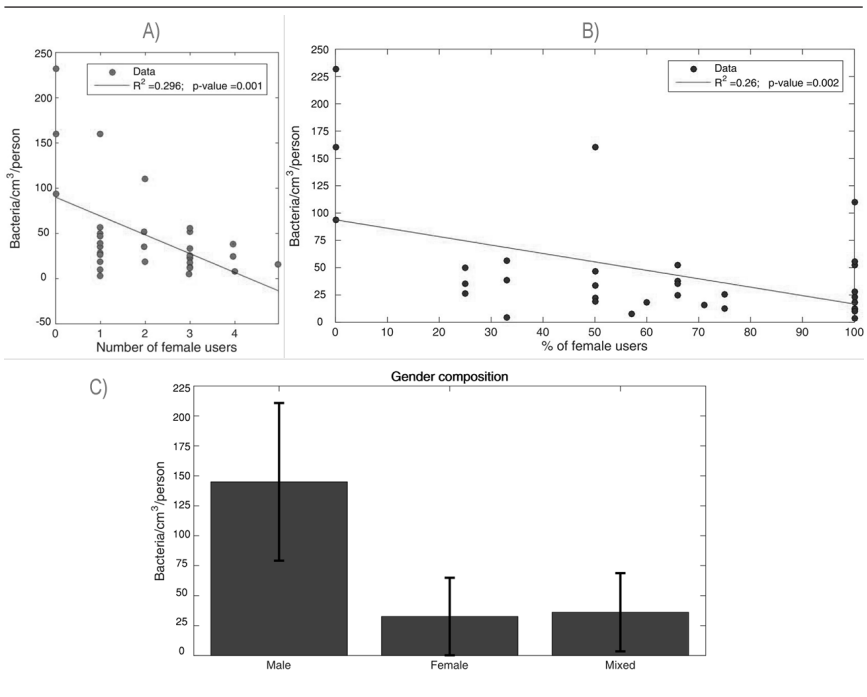 A)
250
200
150
100
50
0
-50
Bacteria/cm3/person
Data
R2 =0.296; p-value =0.001
0 1 2 3 4
Number of female users
B)
250
225
200
175
150
125
100
75
50
25
0
Bacteria/cm3/person
Data
R2 =0.26; p-value =0.002
0 10 20 30 40 50 60 70 80 90 100
% of female users
C)
Gender composition
225
200
175
150
125
100
75
50
25
0
Bacteria/cm3/person
Male Female Mixed